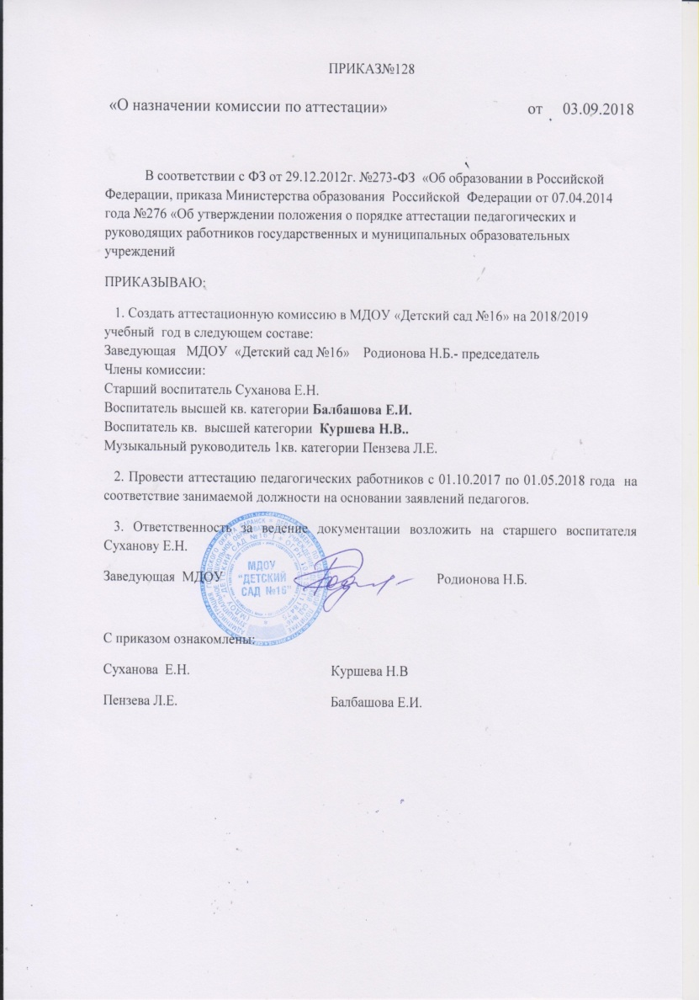 ПРИКАЗ№128
«О назначении комиссии по аттестации» от 03.09.2018
В соответствии с ФЗ от 29.12.2012г. №273-ФЗ «Об образовании в Российской
Федерации, приказа Министерства образования Российской Федерации от 07.04.2014
года №276 «Об утверждении положения о порядке аттестации педагогических и
руководящих работников государственных и муниципальных образовательных
учреждений
ПРИКАЗЫВАЮ:
1. Создать аттестационную комиссию в МДОУ «Детский сад №16» на 2018/2019
учебный год в следующем составе:
Заведующая МДОУ «Детский сад №16» Родионова Н.Б.- председатель
Члены комиссии:
Старший воспитатель Суханова Е.Н.
Воспитатель высшей кв. категории Балбашова Е.И.
Воспитатель кв. высшей категории Куршева Н.В..
Музыкальный руководитель 1кв. категории Пензева Л.Е.
2. Провести аттестацию педагогических работников с 01.10.2017 по 01.05.2018 года на
соответствие занимаемой должности на основании заявлений педагогов.
3. Ответственность за ведение документации возложить на старшего воспитателя
Суханову Е.Н.
Заведующая МДОУ Родионова Н.Б.
МДОУ
"ДЕТСКИЙ
САД №16"
С приказом ознакомлены:
Суханова Е.Н. Куршева Н.В
Пензева Л.Е. Балбашова Е.И.